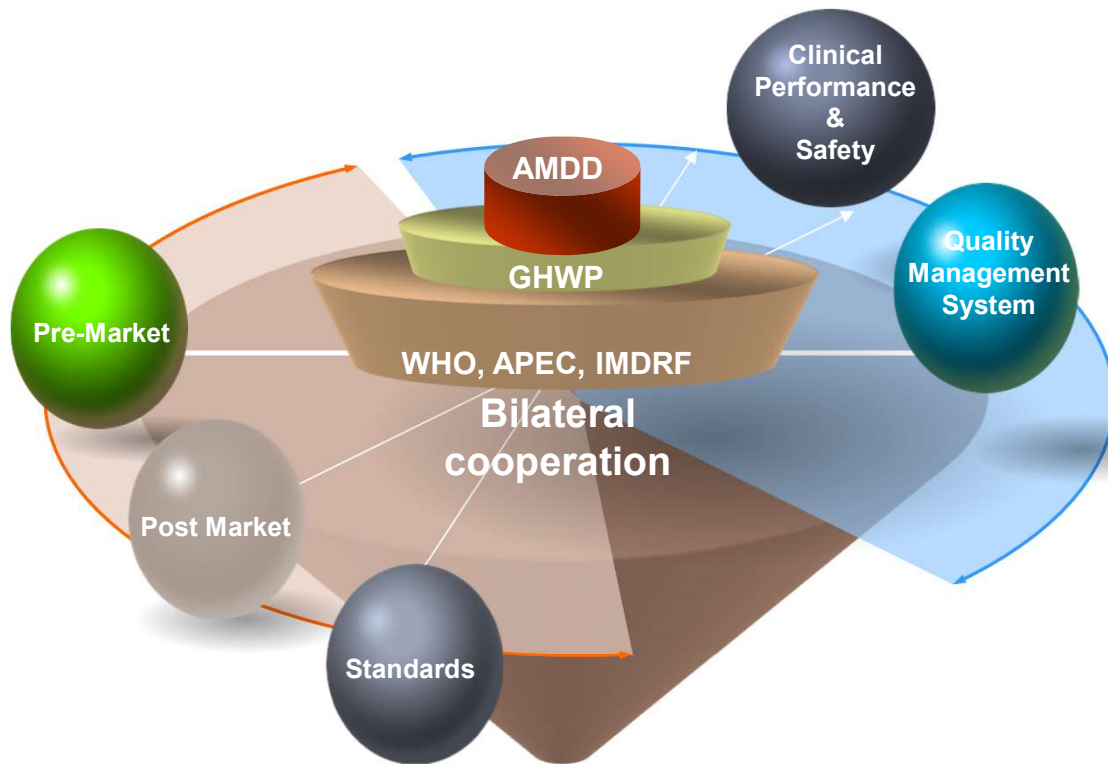 Clinical
Performance
&
Safety
AMDD
Quality
Management
System
GHWP
Pre-Market
WHO, APEC, IMDRF
Bilateral
cooperation
Post Market
Standards